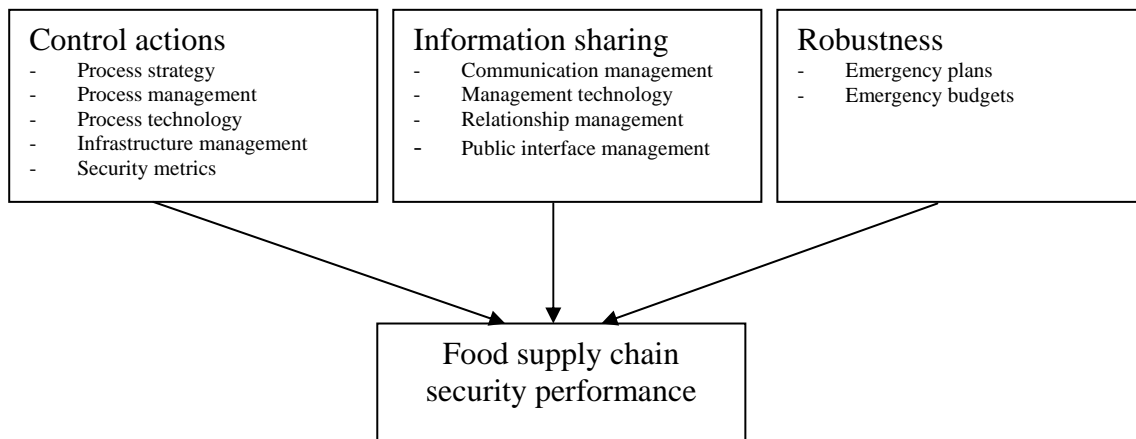 Control actions
- Process strategy
- Process management
- Process technology
- Infrastructure management
- Security metrics
Information sharing
- Communication management
- Management technology
- Relationship management
- Public interface management
Robustness
- Emergency plans
- Emergency budgets
Food supply chain
security performance